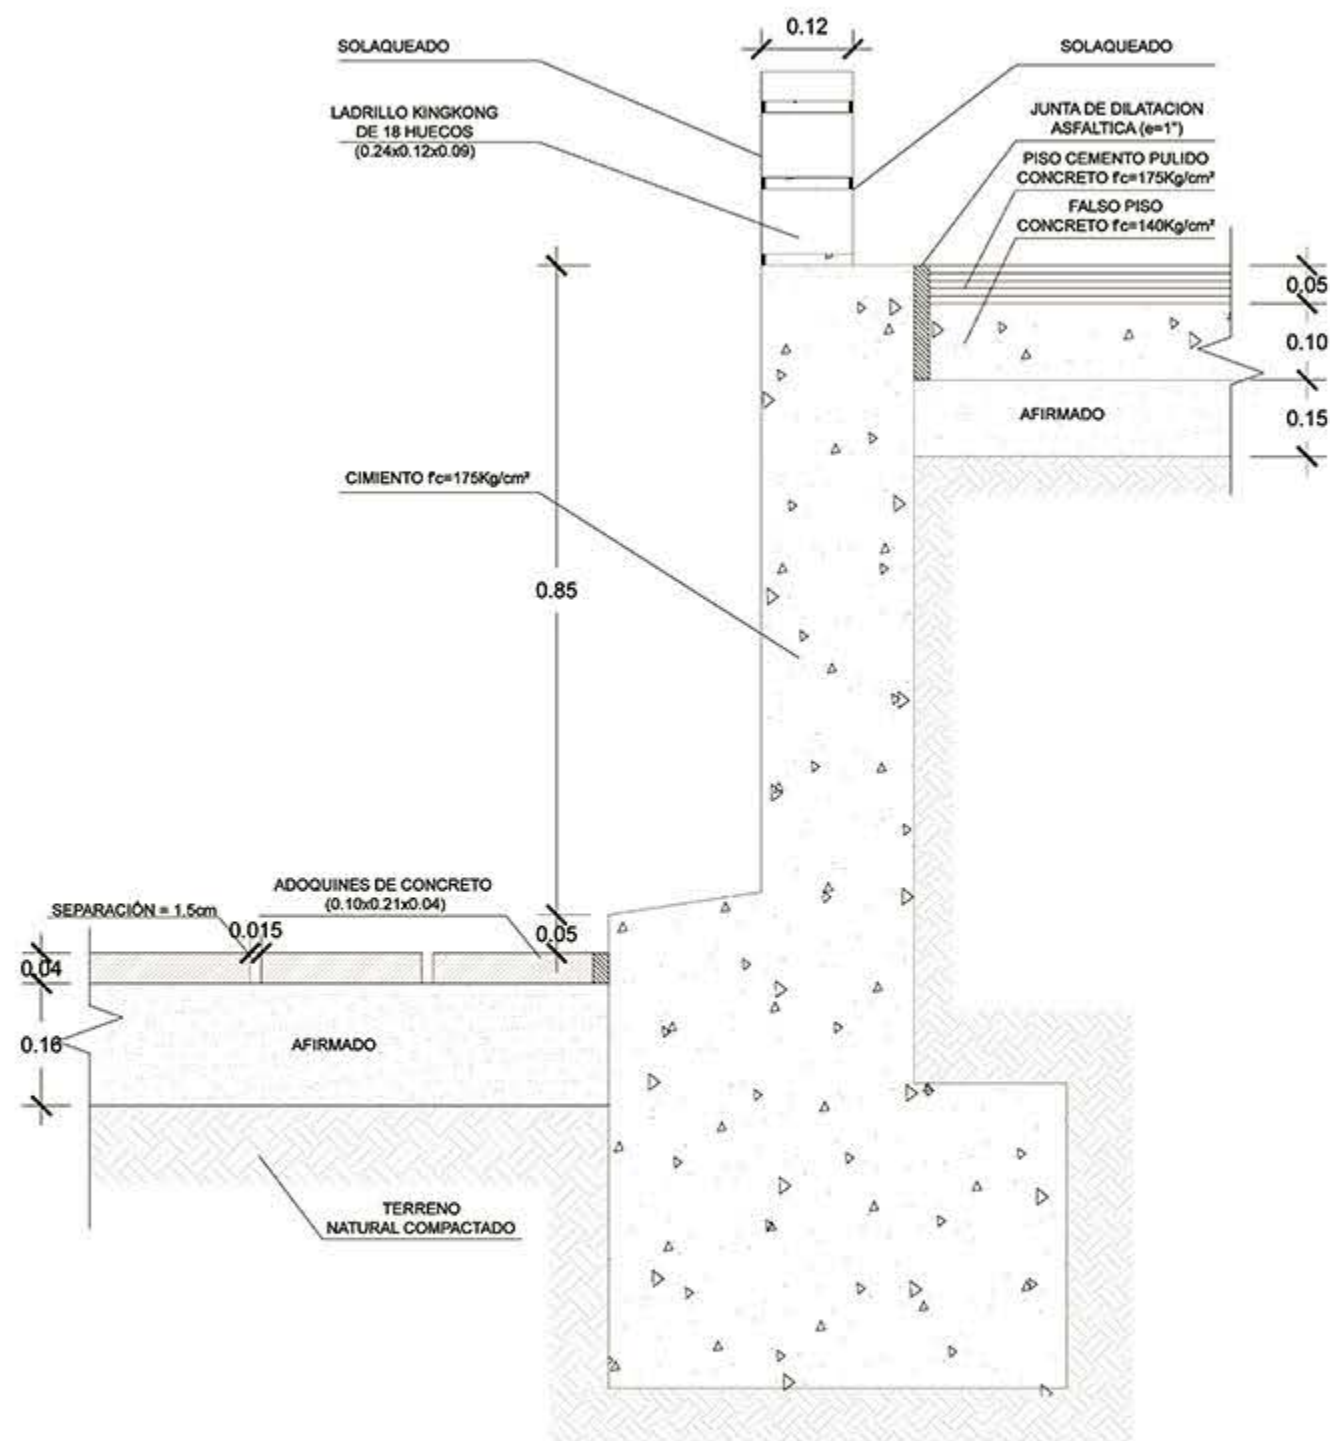 0.12
SOLAQUEADO
SOLAQUEADO
LADRILLO KINGKONG
DE 18 HUECOS
(0.24x0.12x0.09)
JUNTA DE DILATACION
ASFALTICA (e=1")
PISO CEMENTO PULIDO
CONCRETO f'c=175Kg/cm²
FALSO PISO
CONCRETO f'c=140Kg/cm²
0.05
0.10
AFIRMADO
0.15
CIMIENTO f'c=175Kg/cm²
0.85
ADOQUINES DE CONCRETO
(0.10x0.21x0.04)
SEPARACIÓN = 1.5cm
0.015
0.05
0.04
0.16
AFIRMADO
TERRENO
NATURAL COMPACTADO